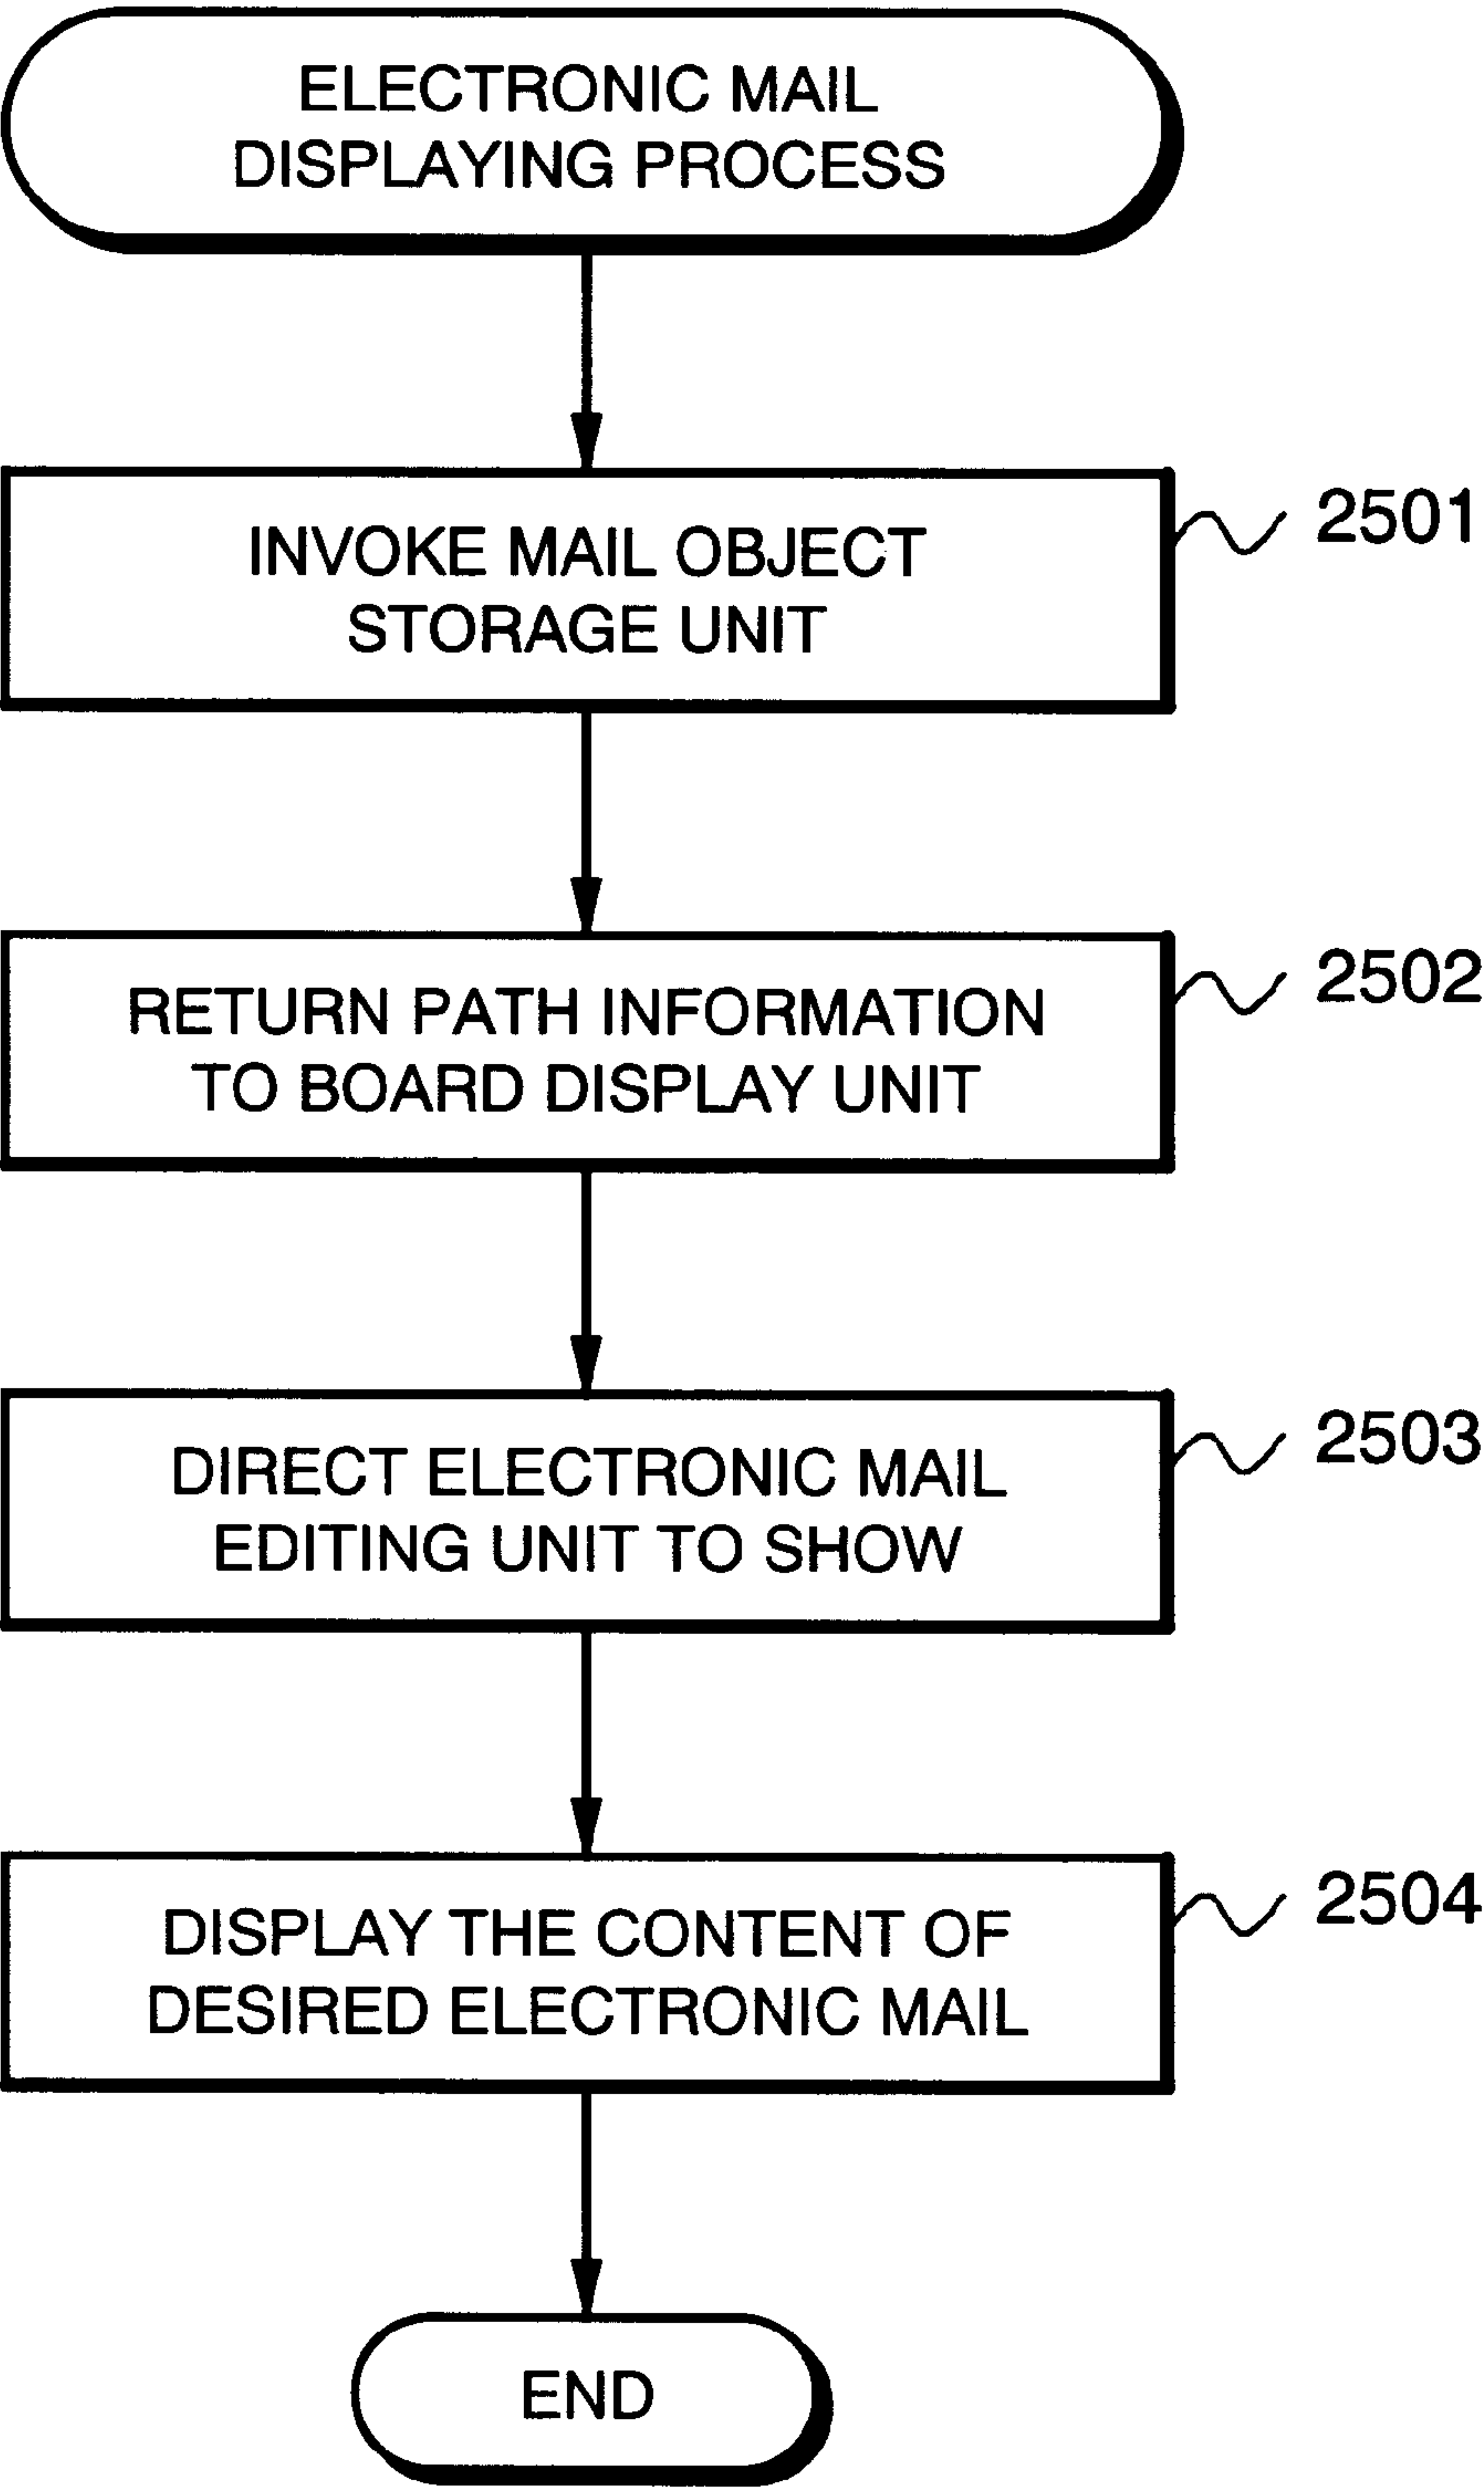 ELECTRONIC MAIL
DISPLAYING PROCESS
INVOKE MAIL OBJECT
STORAGE UNIT
2501
RETURN PATH INFORMATION
TO BOARD DISPLAY UNIT
2502
DIRECT ELECTRONIC MAIL
EDITING UNIT TO SHOW
2503
DISPLAY THE CONTENT OF
DESIRED ELECTRONIC MAIL
2504
END